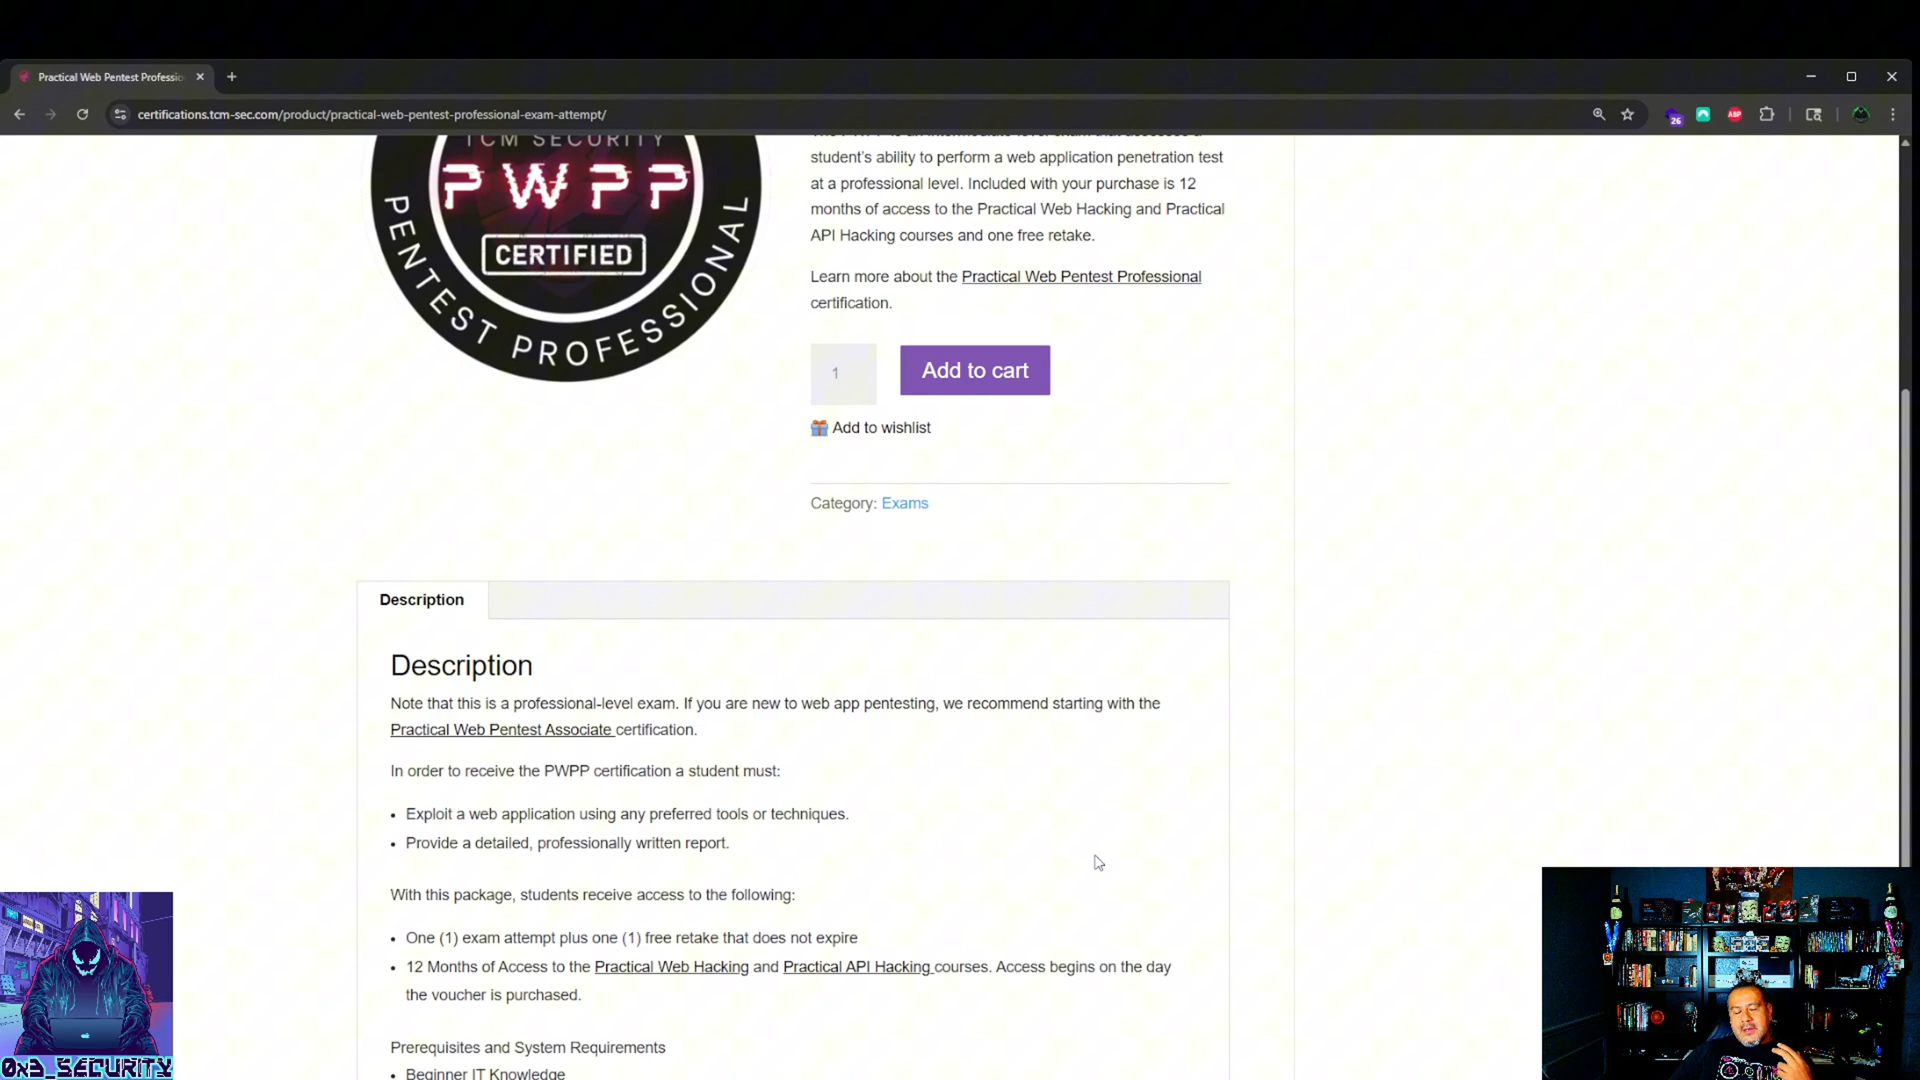 Practical Web Pentest Professio
certifications.tcm-sec.com/product/practical-web-pentest-professional-exam-attempt/
26
ABP
TCM SECURITY
PWPP
CERTIFIED
PENTEST PROFESSIONAL
student's ability to perform a web application penetration test
at a professional level. Included with your purchase is 12
months of access to the Practical Web Hacking and Practical
API Hacking courses and one free retake.
Learn more about the Practical Web Pentest Professional
certification.
1
Add to cart
Add to wishlist
Category: Exams
Description
Description
Note that this is a professional-level exam. If you are new to web app pentesting, we recommend starting with the
Practical Web Pentest Associate certification.
In order to receive the PWPP certification a student must:
• Exploit a web application using any preferred tools or techniques.
• Provide a detailed, professionally written report.
With this package, students receive access to the following:
• One (1) exam attempt plus one (1) free retake that does not expire
• 12 Months of Access to the Practical Web Hacking and Practical API Hacking courses. Access begins on the day
the voucher is purchased.
Prerequisites and System Requirements
• Beginner IT Knowledge
0x3_SECURITY